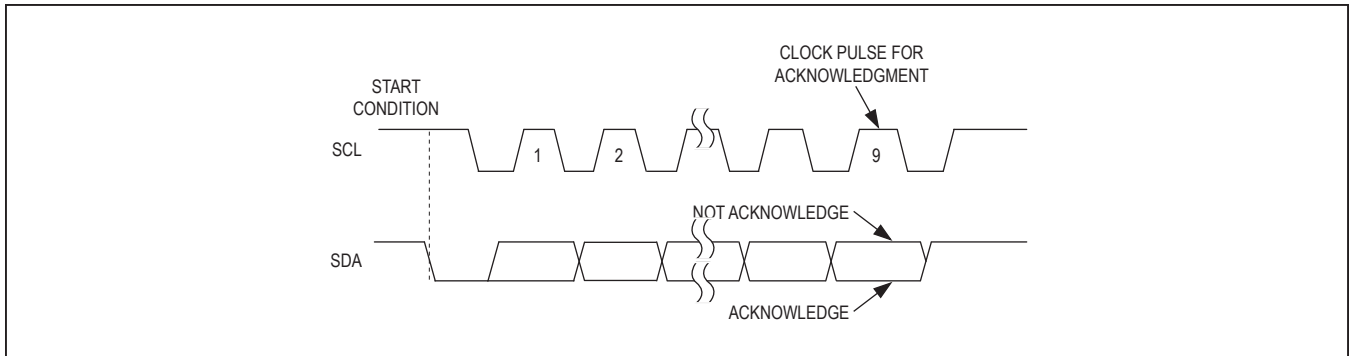 CLOCK PULSE FOR
ACKNOWLEDGMENT
START
CONDITION
SCL
1
2
9
NOT ACKNOWLEDGE
SDA
ACKNOWLEDGE